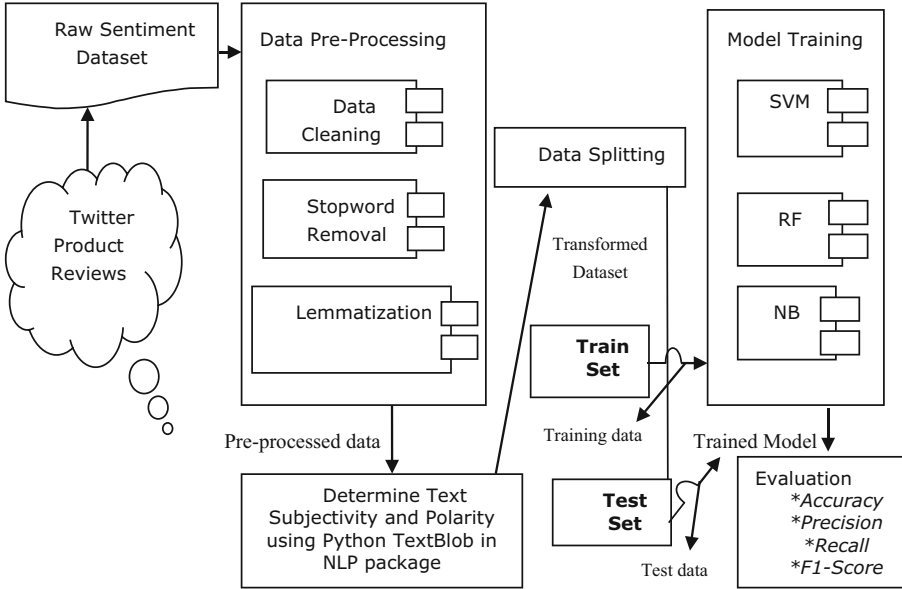 Raw Sentiment
Dataset
Twitter
Product
Reviews
Data Pre-Processing
Data
Cleaning
Stopword
Removal
Lemmatization
Pre-processed data
Determine Text
Subjectivity and Polarity
using Python TextBlob in
NLP package
Data Splitting
Transformed
Dataset
Train
Set
Training data
Test
Set
Test data
Model Training
SVM
RF
NB
Trained Model
Evaluation
*Accuracy
*Precision
*Recall
*F1-Score